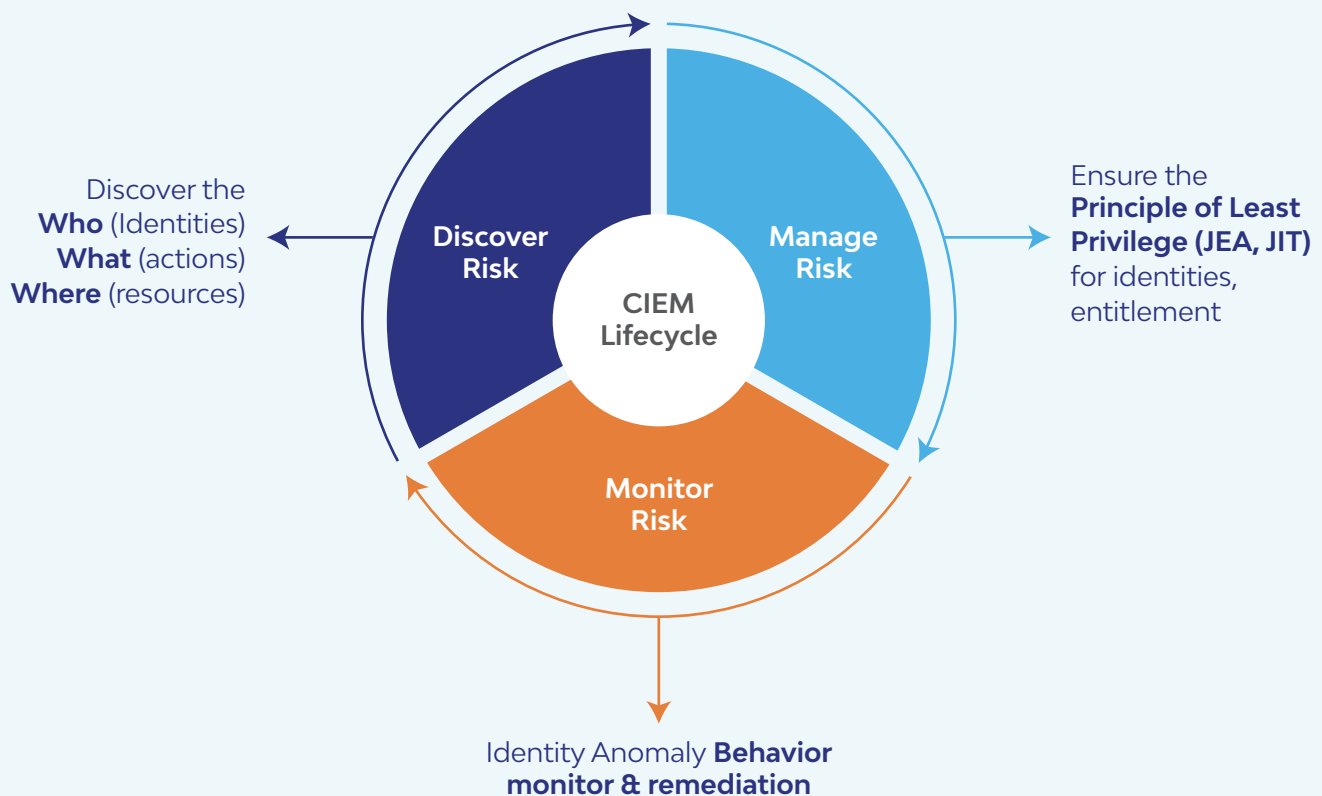 Discover the
Who (Identities)
What (actions)
Where (resources)
Discover
Risk
CIEM
Lifecycle
Manage
Risk
Ensure the
Principle of Least
Privilege (JEA, JIT)
for identities,
entitlement
Monitor
Risk
Identity Anomaly Behavior
monitor & remediation